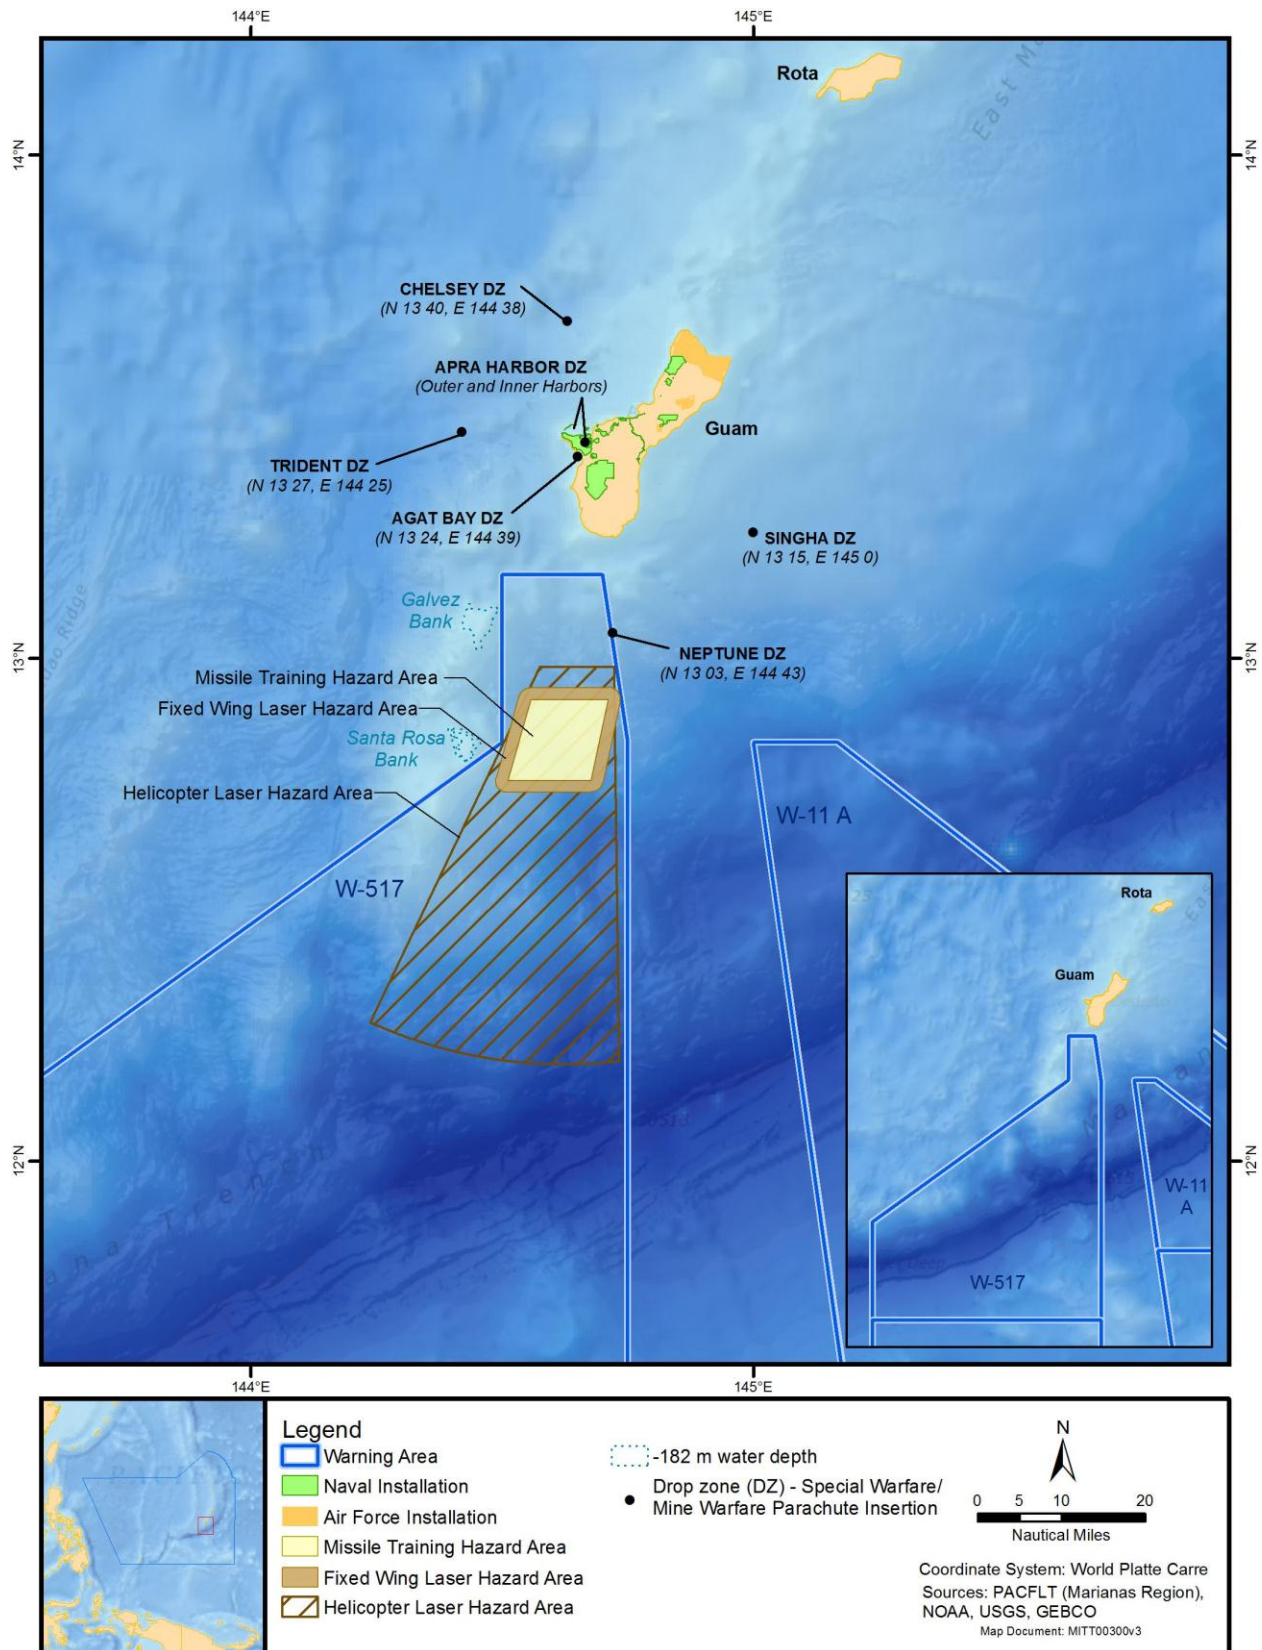 144°E
145°E
Rota
East Ma
14°N
14°N
CHELSEY DZ
(N 13 40, E 144 38)
APRA HARBOR DZ
(Outer and Inner Harbors)
Guam
TRIDENT DZ
(N 13 27, E 144 25)
AGAT BAY DZ
(N 13 24, E 144 39)
SINGHA DZ
(N 13 15, E 145 0)
Galvez
Bank
Ridge
13°N
13°N
NEPTUNE DZ
(N 13 03, E 144 43)
Missile Training Hazard Area
Fixed Wing Laser Hazard Area
Santa Rosa
Bank
Helicopter Laser Hazard Area
W-11 A
W-517
Rota
Guam
12°N
12°N
W-11
A
W-517
144°E
145°E
Legend
Warning Area
Naval Installation
Air Force Installation
Missile Training Hazard Area
Fixed Wing Laser Hazard Area
Helicopter Laser Hazard Area
-182 m water depth
Drop zone (DZ) - Special Warfare/
Mine Warfare Parachute Insertion
N
0 5 10 20
Nautical Miles
Coordinate System: World Platte Carre
Sources: PACFLT (Marianas Region),
NOAA, USGS, GEBCO
Map Document: MITT00300v3